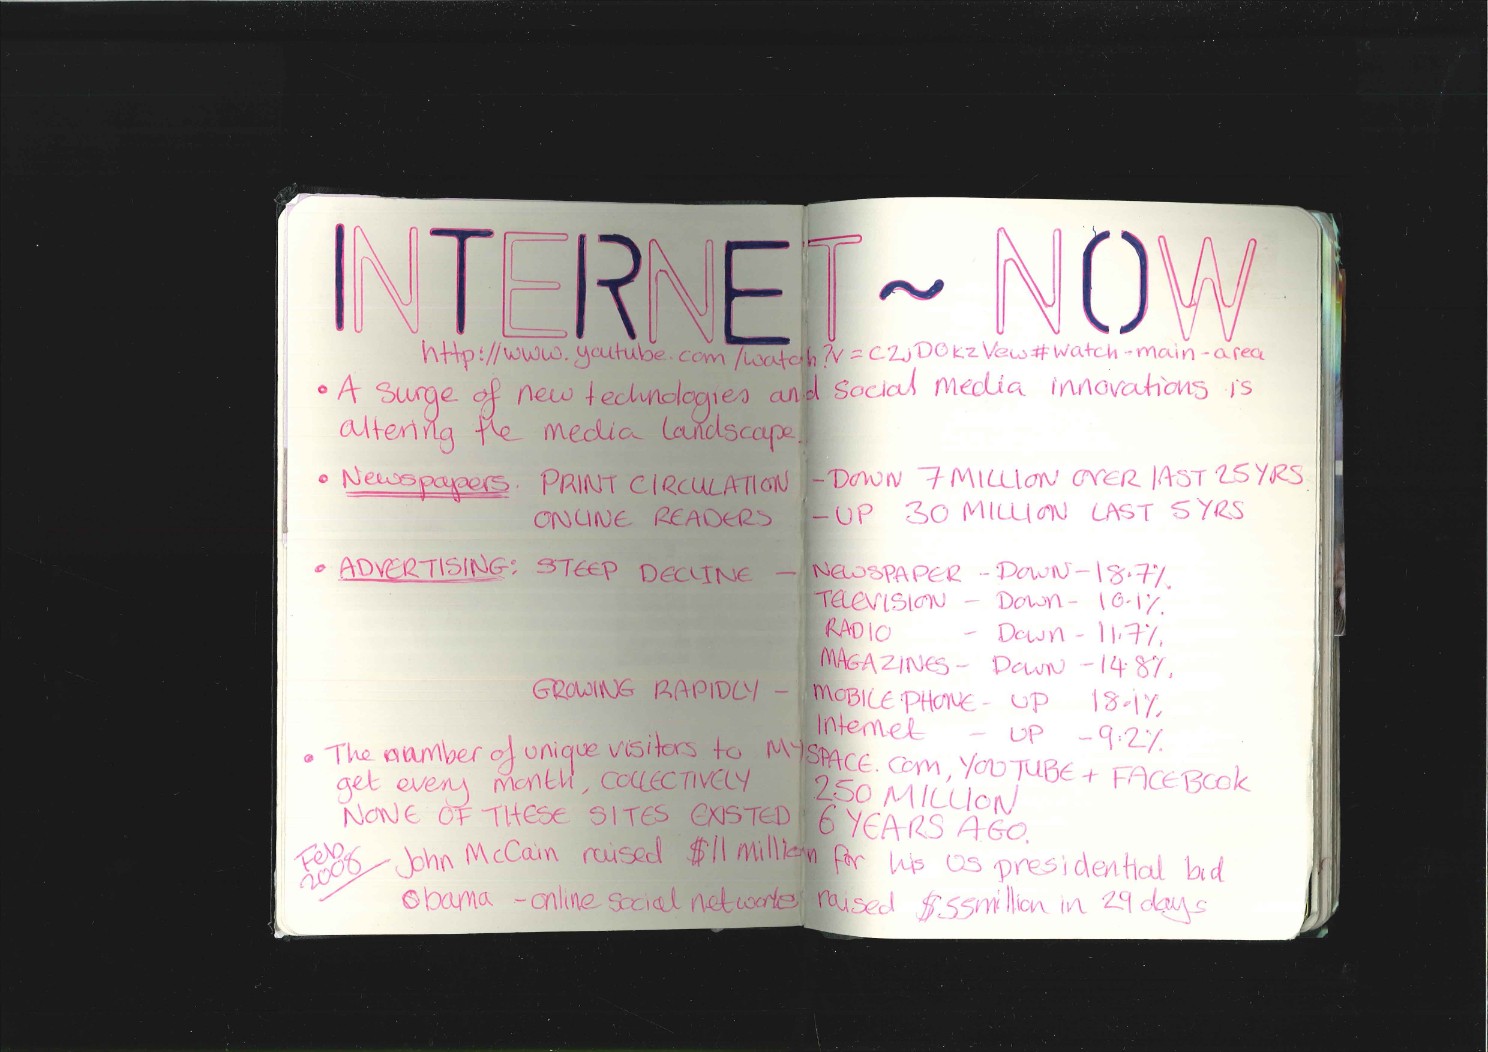 INTERNET ~ NOW
http://www.youtube.com/watch?v=C2jDOkzVew#watch-main-area
• A surge of new technologies and social media innovations is
altering the media landscape.
• Newspapers. PRINT CIRCULATION - DOWN 7 MILLION OVER LAST 25 YRS
ONLINE READERS - UP 30 MILLION LAST 5 YRS
• ADVERTISING: STEEP DECLINE - NEWSPAPER - DOWN - 18.7%
TELEVISION - Down - 10.1%
RADIO - Down - 11.7%
MAGAZINES - Down - 14.8%
GROWING RAPIDLY - MOBILE PHONE - UP 18.1%
Internet - UP - 9.2%
• The number of unique visitors to MYSPACE.com, YOUTUBE + FACEBOOK
get every month, COLLECTIVELY 250 MILLION
NONE OF THESE SITES EXISTED 6 YEARS AGO.
Feb 2008 John McCain raised $11 million for his US presidential bid
Obama - online social networks raised $55million in 29 days